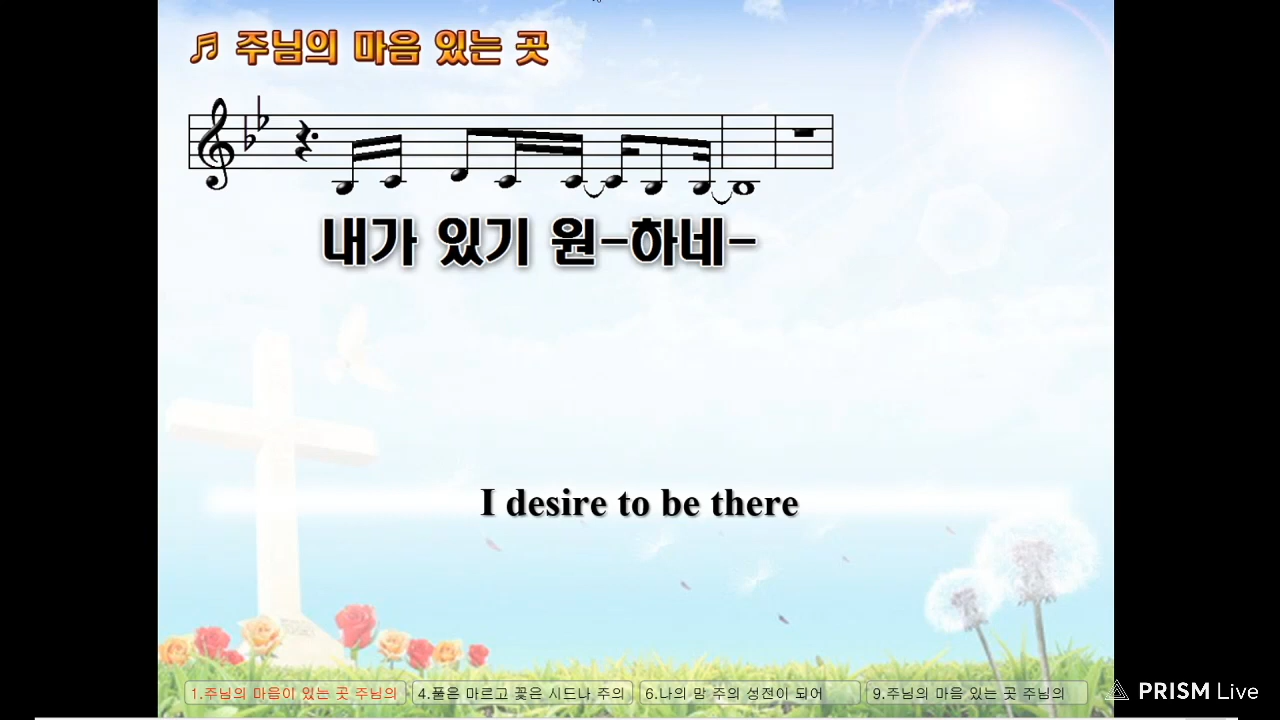 주님의 마음 있는 곳
내가 있기 원-하네-
I desire to be there
1.주님의 마음이 있는 곳 주님의
4.풀은 마르고 꽃은 시드나 주의
6.나의 맘 주의 성전이 되어
9.주님의 마음 있는 곳 주님의
PRISM Live